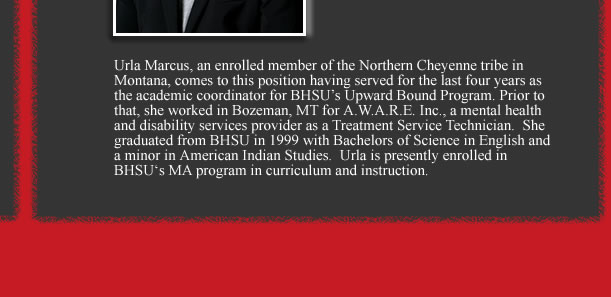 Urla Marcus, an enrolled member of the Northern Cheyenne tribe in
Montana, comes to this position having served for the last four years as
the academic coordinator for BHSU's Upward Bound Program. Prior to
that, she worked in Bozeman, MT for A.W.A.R.E. Inc., a mental health
and disability services provider as a Treatment Service Technician.  She
graduated from BHSU in 1999 with Bachelors of Science in English and
a minor in American Indian Studies.  Urla is presently enrolled in
BHSU‘s MA program in curriculum and instruction.